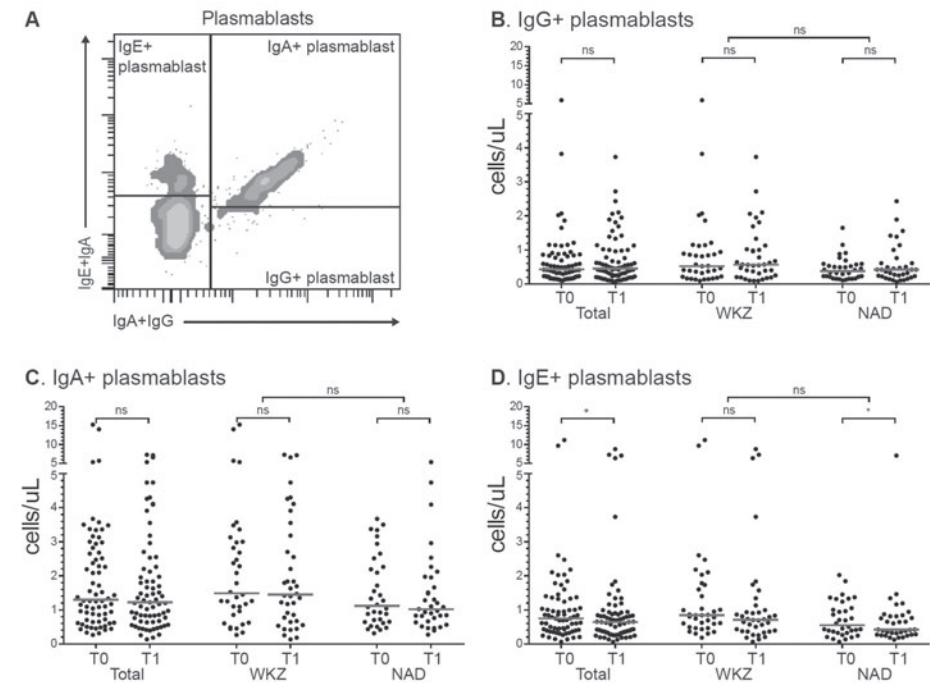 A
Plasmablasts
IgE+
plasmablast
IgA+ plasmablast
IgG+ plasmablast
IgE+IgA
IgA+IgG
B. IgG+ plasmablasts
ns
ns
ns
ns
20
15
10
5
5
4
3
2
1
0
cells/uL
T0 T1 T0 T1 T0 T1
Total WKZ NAD
C. IgA+ plasmablasts
ns
ns
ns
ns
20
15
10
5
5
4
3
2
1
0
cells/uL
T0 T1 T0 T1 T0 T1
Total WKZ NAD
D. IgE+ plasmablasts
ns
* ns *
20
15
10
5
5
4
3
2
1
0
cells/uL
T0 T1 T0 T1 T0 T1
Total WKZ NAD